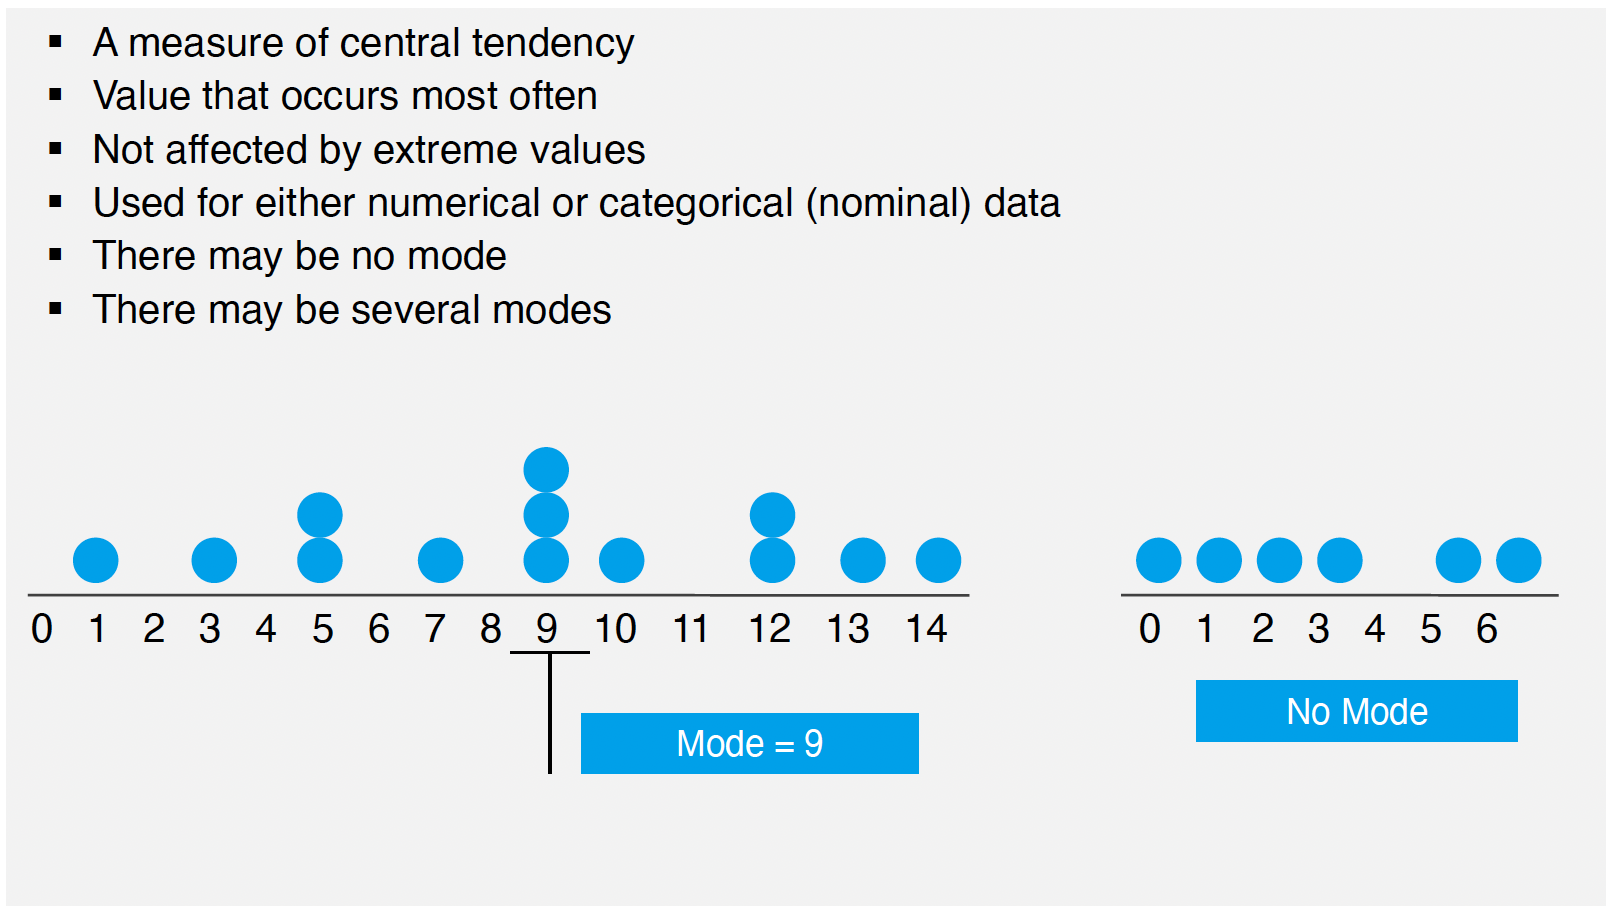 ▪ A measure of central tendency
▪ Value that occurs most often
▪ Not affected by extreme values
▪ Used for either numerical or categorical (nominal) data
▪ There may be no mode
▪ There may be several modes
0 1 2 3 4 5 6 7 8 9 10 11 12 13 14
Mode = 9
0 1 2 3 4 5 6
No Mode